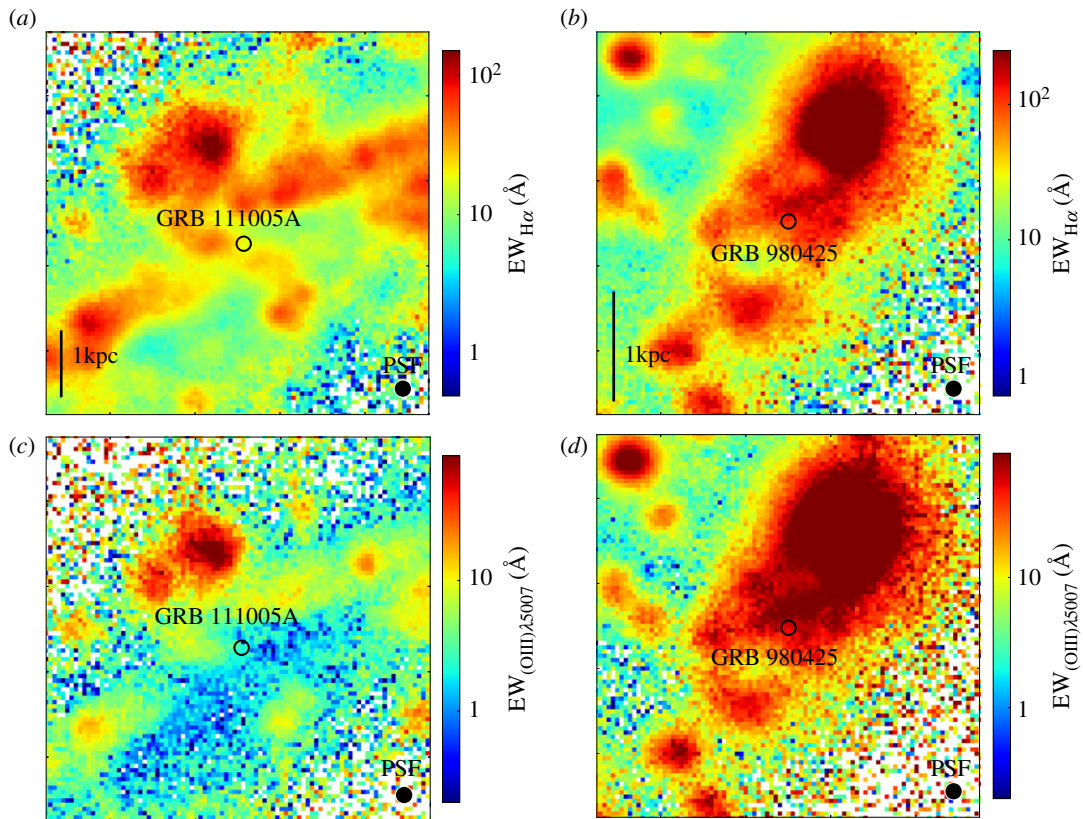 (a)
10²
10
1
EW_Hα (Å)
GRB 111005A
1kpc
PSF
(b)
10²
10
1
EW_Hα (Å)
GRB 980425
1kpc
PSF
(c)
10
1
EW_(OIII)λ5007 (Å)
GRB 111005A
PSF
(d)
10
1
EW_(OIII)λ5007 (Å)
GRB 980425
PSF